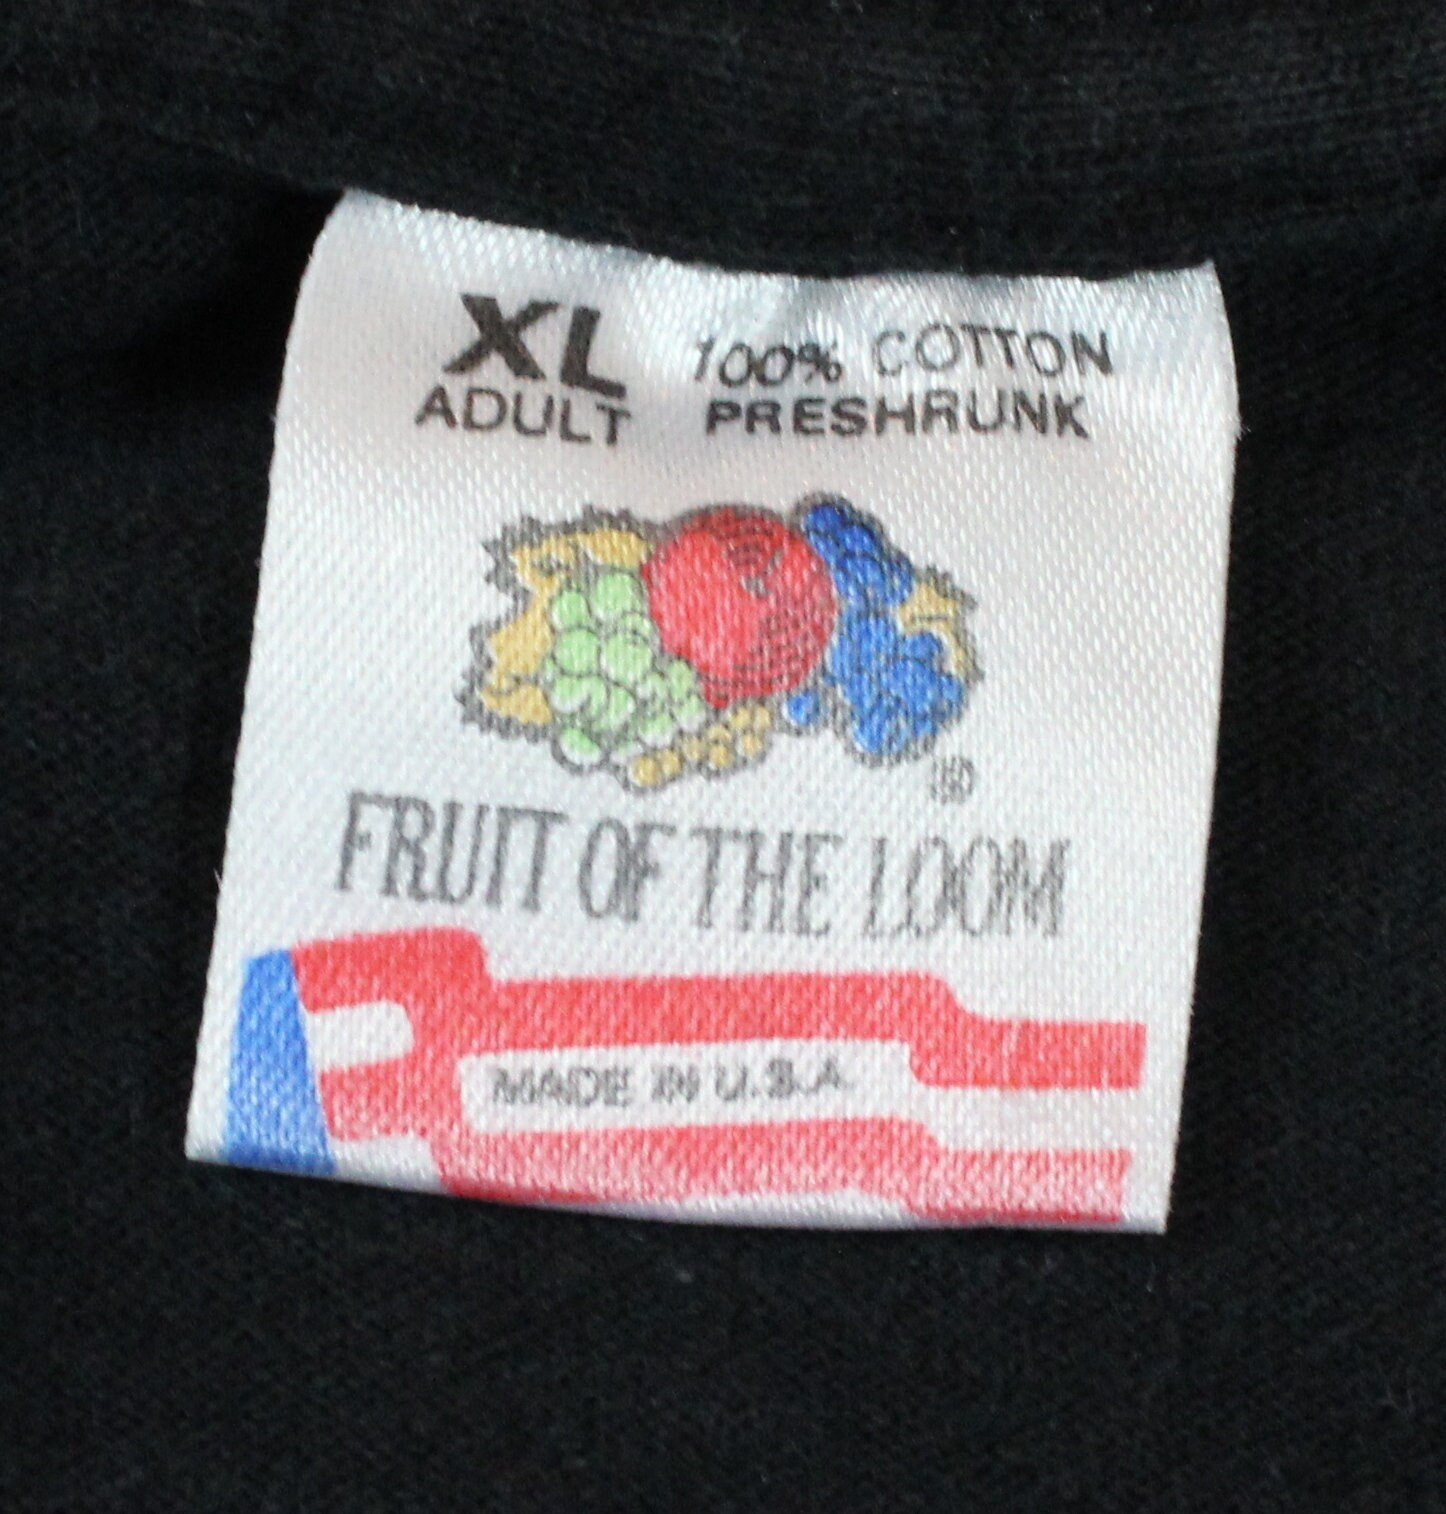 XL 100% COTTON
ADULT PRESHRUNK
FRUIT OF THE LOOM
MADE IN U.S.A.